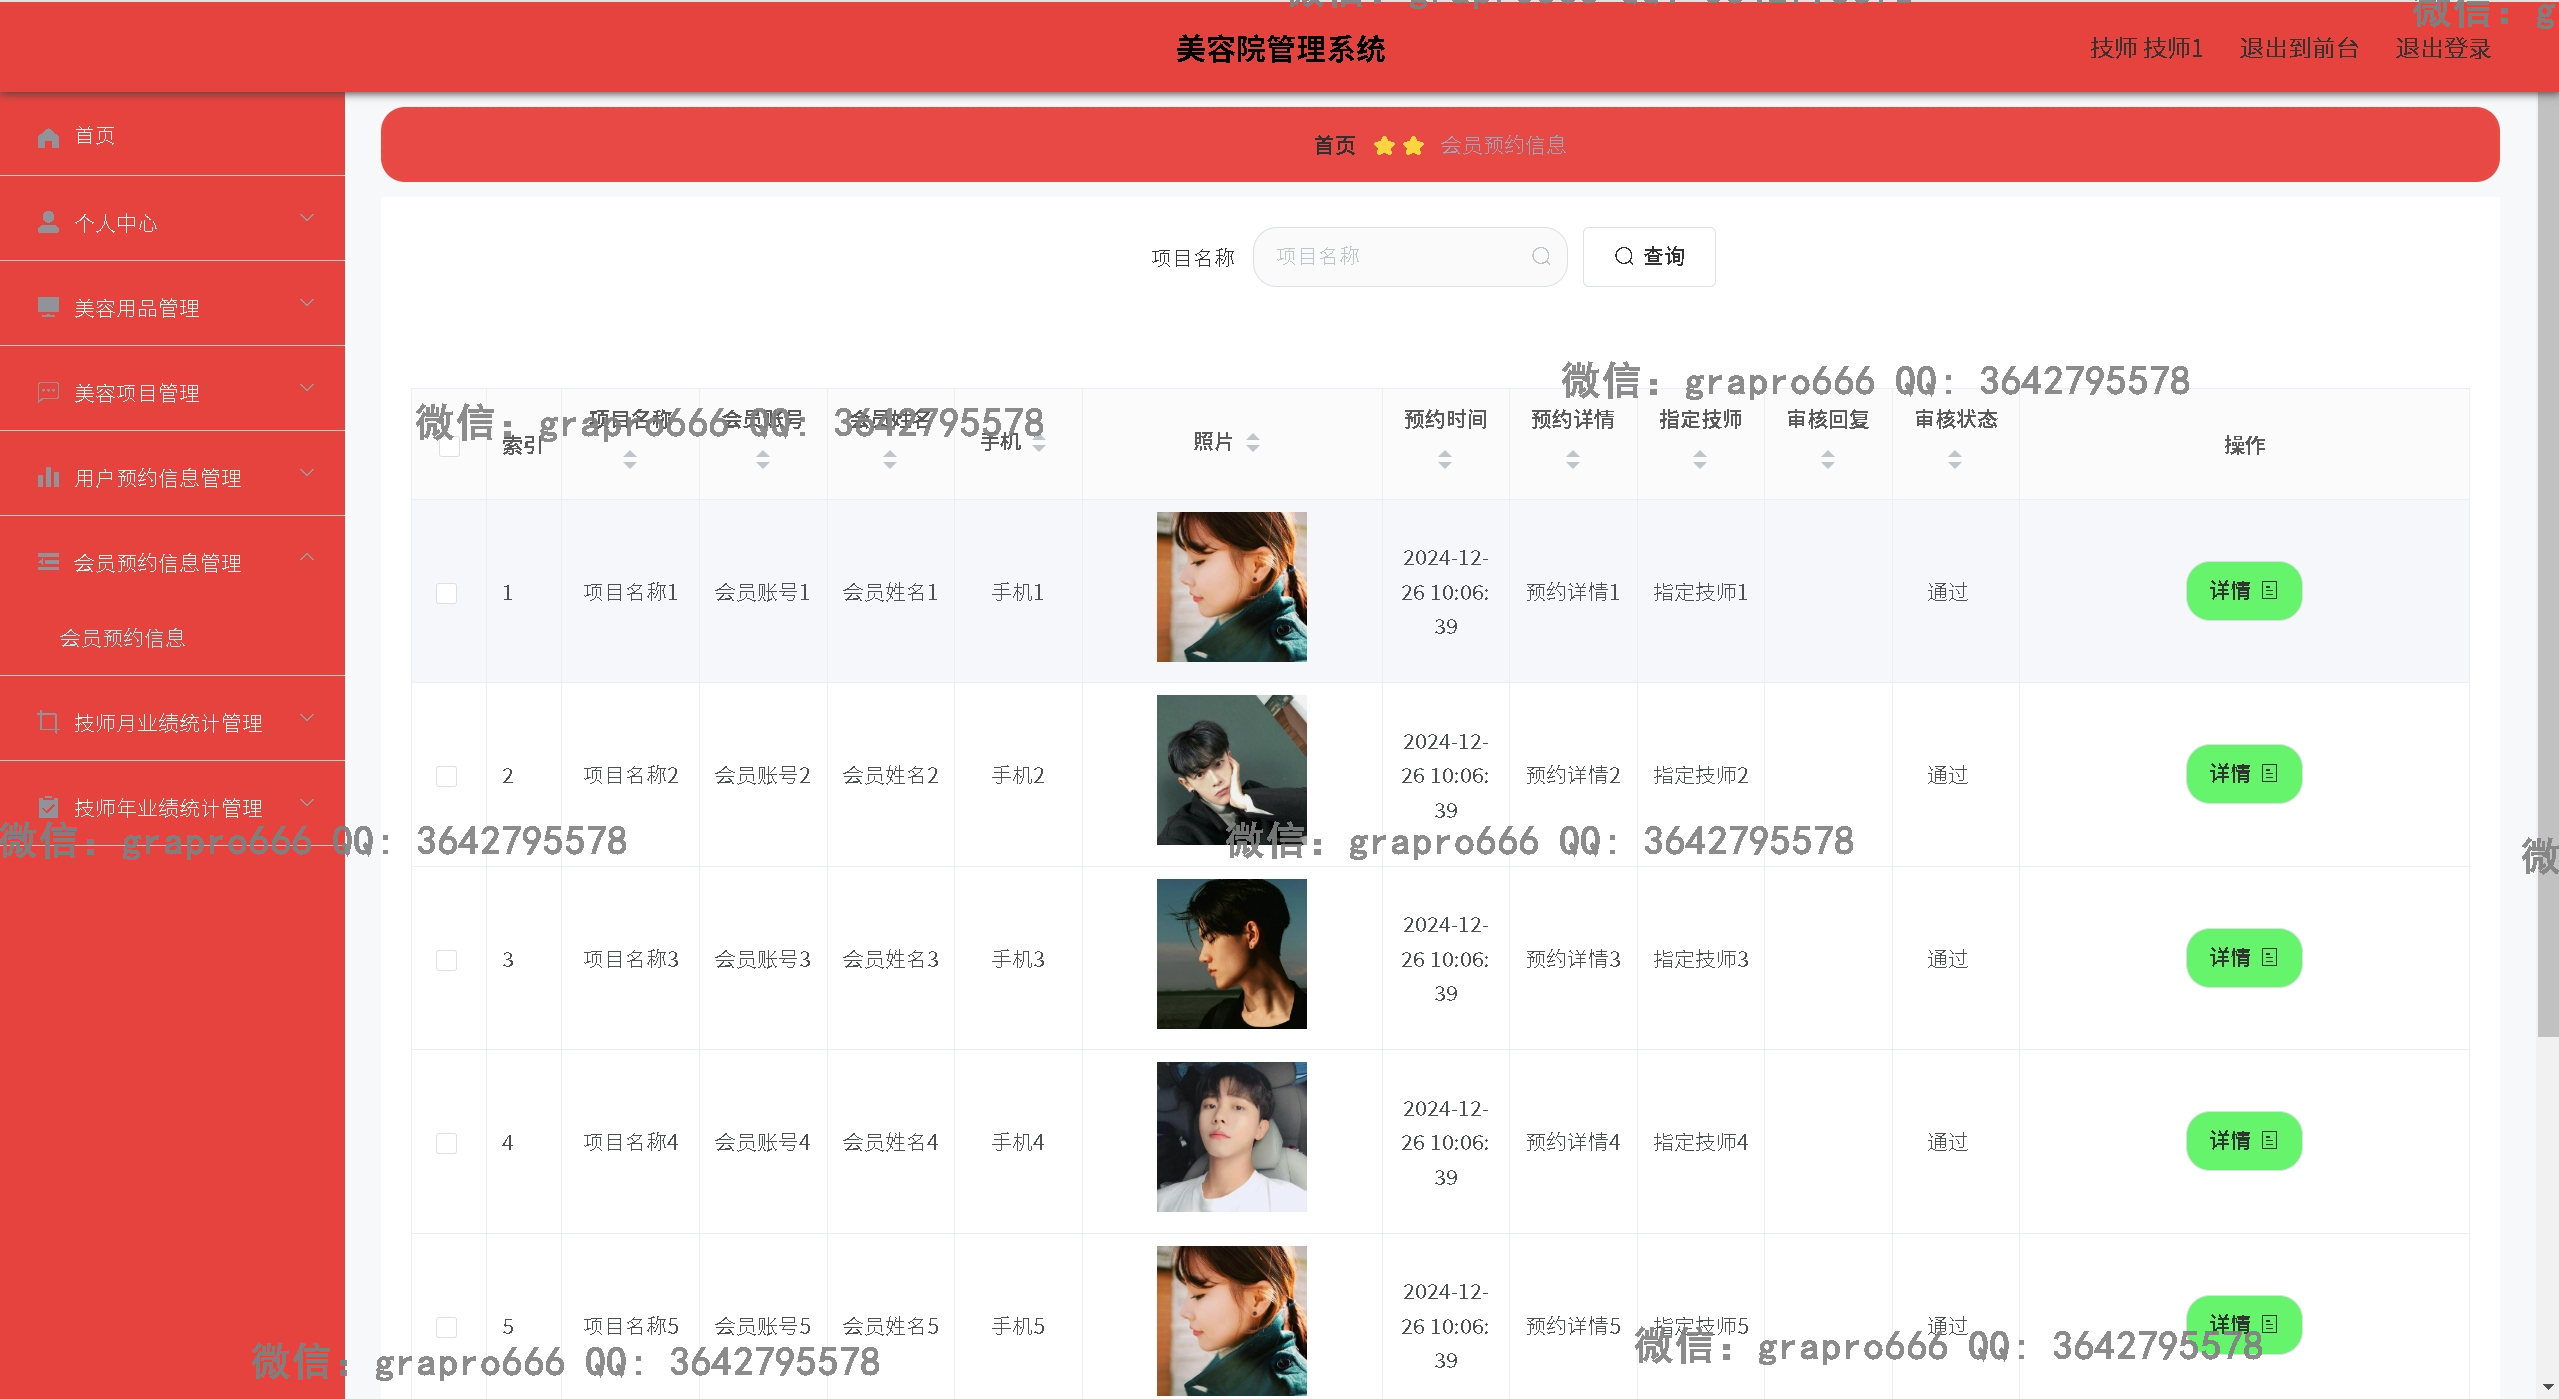 美容院管理系统
技师 技师1 退出到前台 退出登录
首页
个人中心
美容用品管理
美容项目管理
用户预约信息管理
会员预约信息管理
会员预约信息
技师月业绩统计管理
技师年业绩统计管理
首页 会员预约信息
项目名称 项目名称 查询
索引 项目名称 会员账号 会员姓名 手机 照片 预约时间 预约详情 指定技师 审核回复 审核状态 操作
1 项目名称1 会员账号1 会员姓名1 手机1 2024-12-26 10:06:39 预约详情1 指定技师1 通过 详情
2 项目名称2 会员账号2 会员姓名2 手机2 2024-12-26 10:06:39 预约详情2 指定技师2 通过 详情
3 项目名称3 会员账号3 会员姓名3 手机3 2024-12-26 10:06:39 预约详情3 指定技师3 通过 详情
4 项目名称4 会员账号4 会员姓名4 手机4 2024-12-26 10:06:39 预约详情4 指定技师4 通过 详情
5 项目名称5 会员账号5 会员姓名5 手机5 2024-12-26 10:06:39 预约详情5 指定技师5 通过 详情
微信: grapro666 QQ: 3642795578
微信: grapro666 QQ: 3642795578
微信: grapro666 QQ: 3642795578
微信: grapro666 QQ: 3642795578
微信: grapro666 QQ: 3642795578
微信: grapro666 QQ: 3642795578